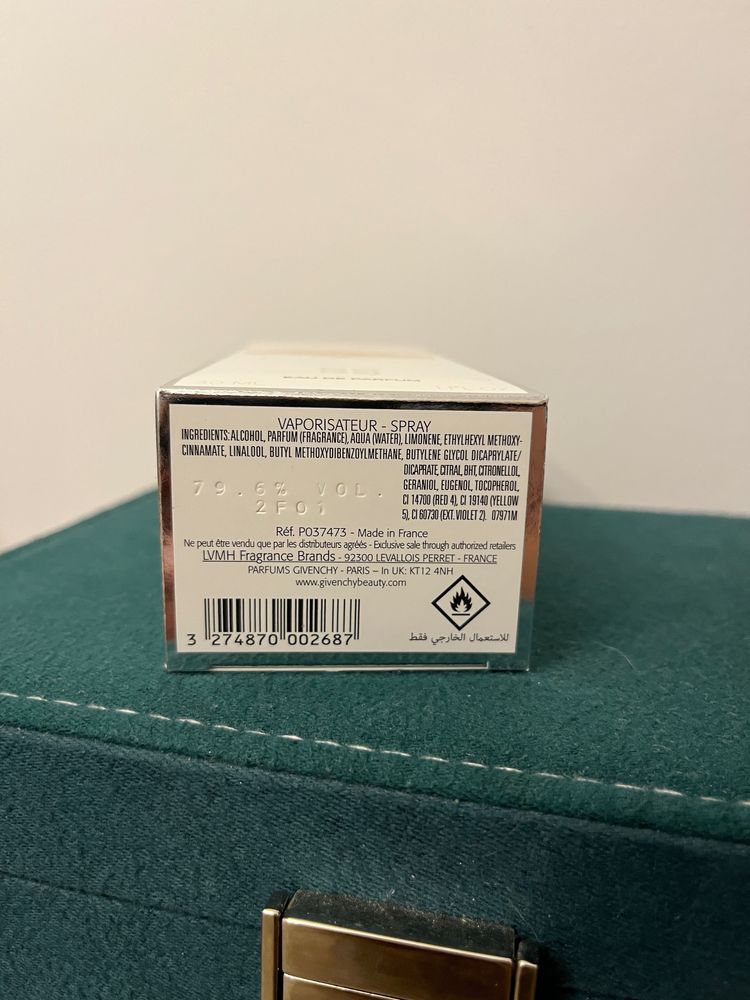 VAPORISATEUR - SPRAY
INGREDIENTS: ALCOHOL, PARFUM (FRAGRANCE), AQUA (WATER), LIMONENE, ETHYLHEXYL METHOXY-
CINNAMATE, LINALOOL, BUTYL METHOXYDIBENZOYLMETHANE, BUTYLENE GLYCOL DICAPRYLATE/
DICAPRATE, CITRAL, BHT, CITRONELLOL,
GERANIOL, EUGENOL, TOCOPHEROL,
CI 14700 (RED 4), CI 19140 (YELLOW
5), CI 60730 (EXT. VIOLET 2). 07971M
79.6% VOL.
2F01
Réf. P037473 - Made in France
Ne peut être vendu que par les distributeurs agréés - Exclusive sale through authorized retailers
LVMH Fragrance Brands - 92300 LEVALLOIS PERRET - FRANCE
PARFUMS GIVENCHY - PARIS – In UK: KT12 4NH
www.givenchybeauty.com
3 274870 002687
للاستعمال الخارجي فقط